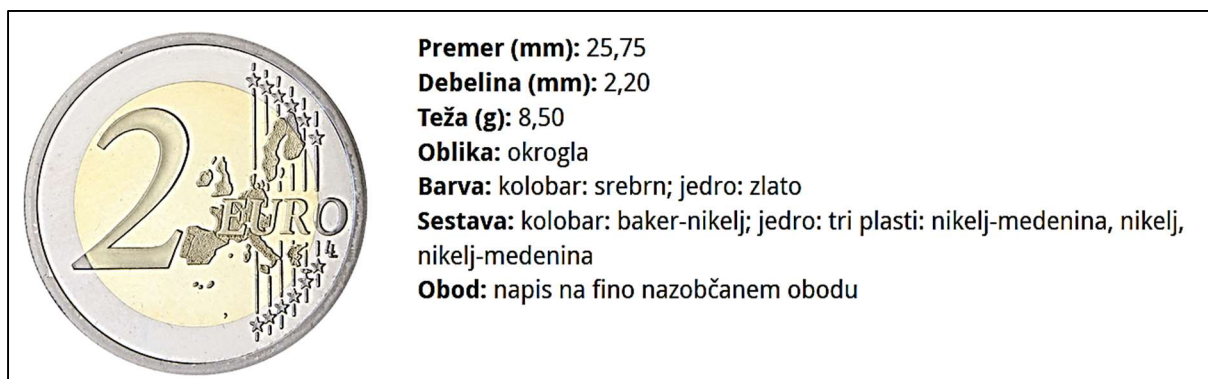 2
EURO
Premer (mm): 25,75
Debelina (mm): 2,20
Teža (g): 8,50
Oblika: okrogla
Barva: kolobar: srebrn; jedro: zlato
Sestava: kolobar: baker-nikelj; jedro: tri plasti: nikelj-medenina, nikelj,
nikelj-medenina
Obod: napis na fino nazobčanem obodu